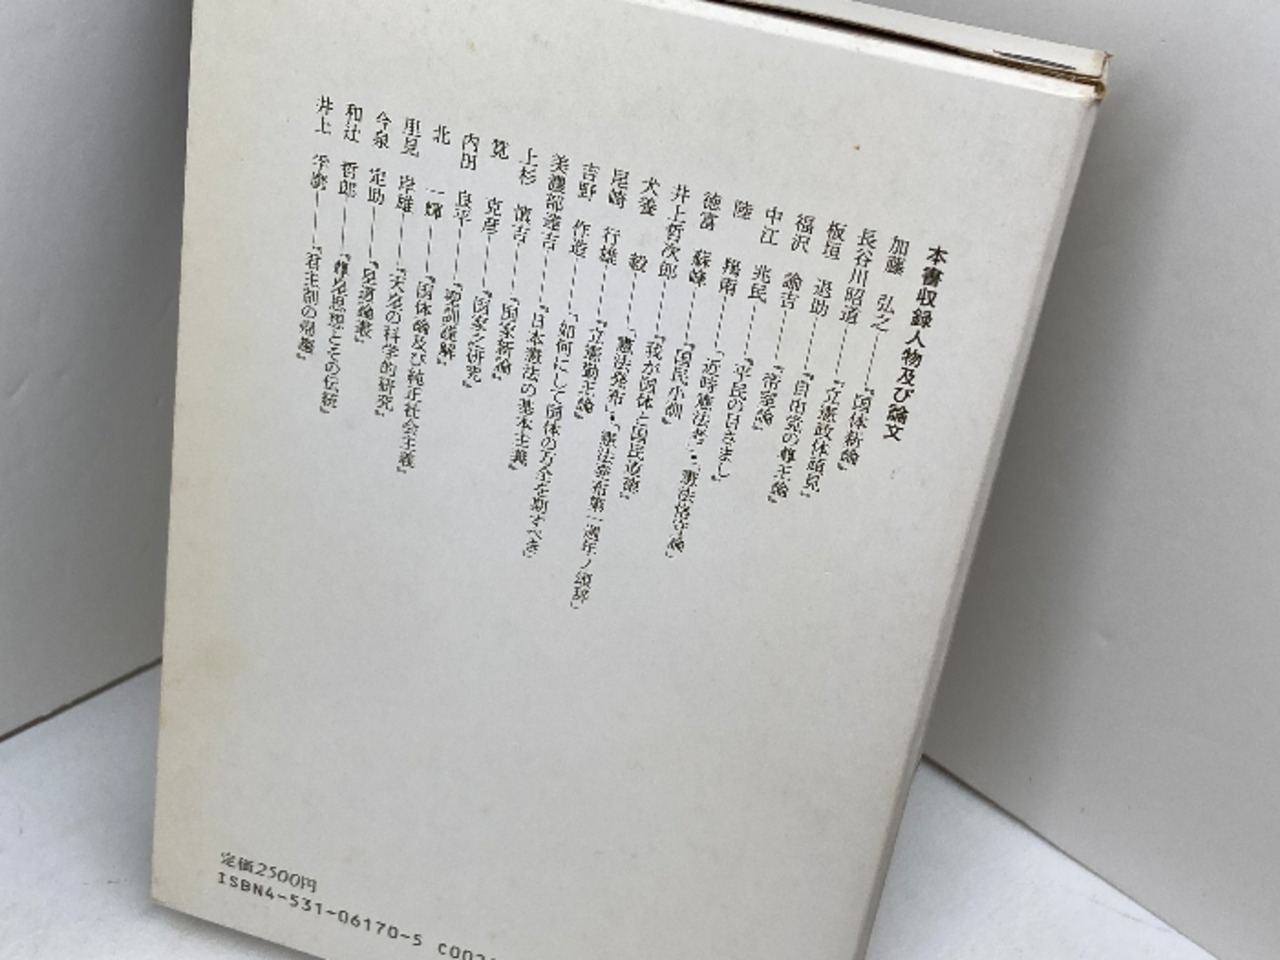 本書収録人物及び論文
加藤 弘之――『国体新論』
長谷川昭道――『立憲政体
板垣 退助――『自由党の尊王論』
福沢 諭吉――『帝室論』
中江 兆民――『平民の目さまし』
陸 羯南――「近時憲法考」・「憲法恪守論」
徳富 蘇峰――『国民小訓』
井上哲次郎――『我が国体と国民道徳』
犬養 毅――「憲法発布」・「憲法発布第一週年ノ頌辞」
尾崎 行雄――『立憲勤王論』
吉野 作造――「如何にして国体の万全を期すべき」
美濃部達吉――『日本憲法の基本主義』
上杉 慎吉――『国家新論』
筧 克彦――『国家之研究』
内田 良平――『聖訓謹解』
北 一輝――『国体論及び純正社会主義』
里見 岸雄――『天皇の科学的研究』
今泉 定助――『皇道論叢』
和辻 哲郎――『尊皇思想とその伝統』
井上 孚麿――『君主制の
定価2500円
ISBN4-531-06170-5